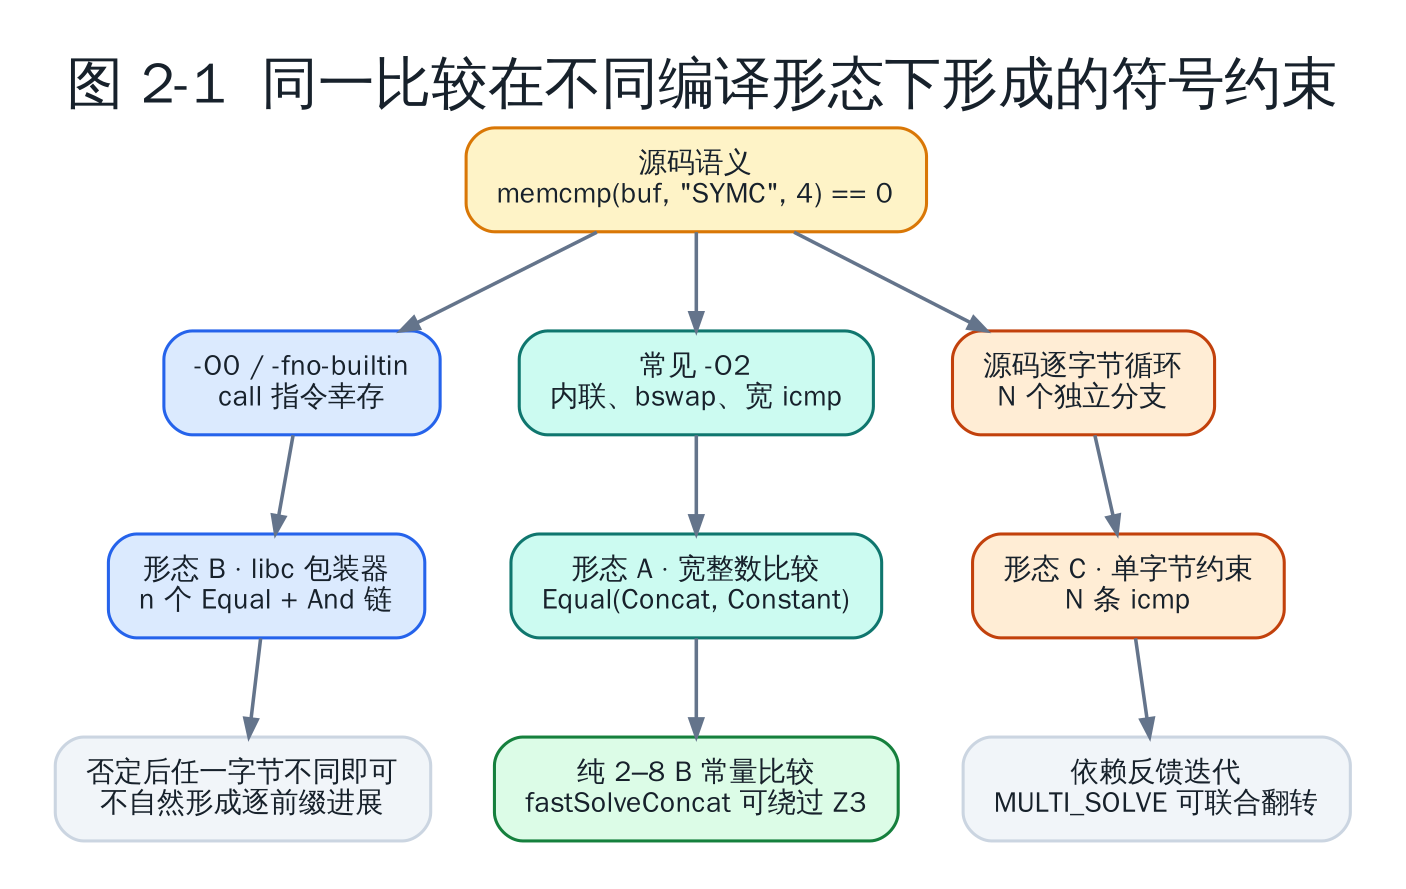 图 2-1 同一比较在不同编译形态下形成的符号约束
源码语义
memcmp(buf, "SYMC", 4) == 0
-O0 / -fno-builtin
call 指令幸存
常见 -O2
内联、bswap、宽 icmp
源码逐字节循环
N 个独立分支
形态 B · libc 包装器
n 个 Equal + And 链
形态 A · 宽整数比较
Equal(Concat, Constant)
形态 C · 单字节约束
N 条 icmp
否定后任一字节不同即可
不自然形成逐前缀进展
纯 2–8 B 常量比较
fastSolveConcat 可绕过 Z3
依赖反馈迭代
MULTI_SOLVE 可联合翻转